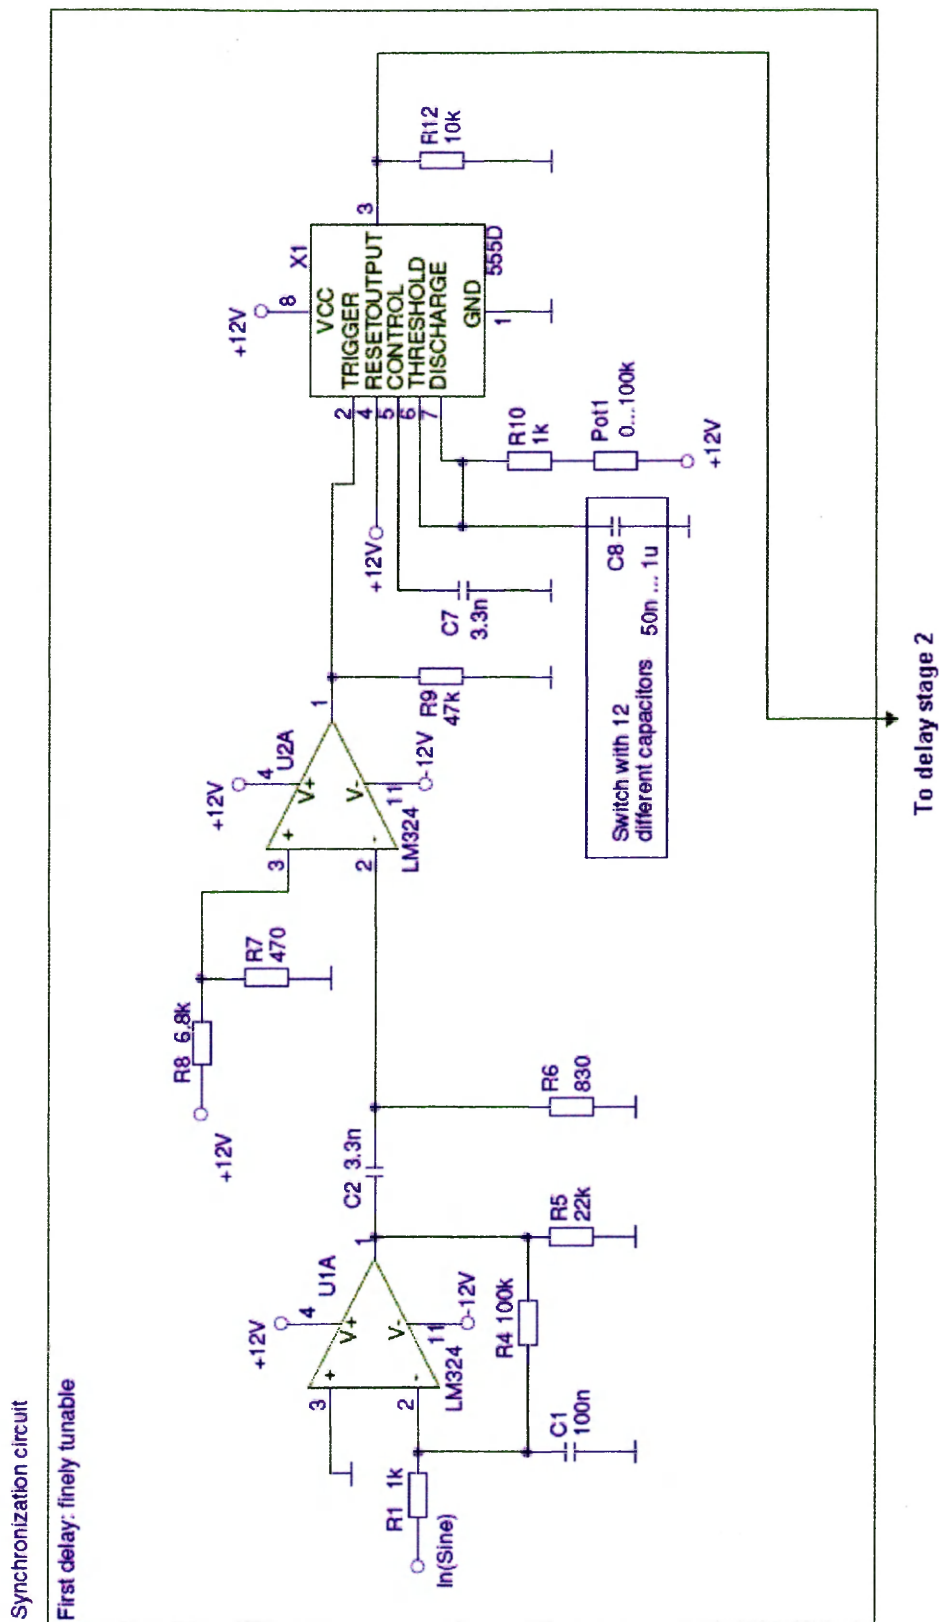 Synchronization circuit
First delay: finely tunable
In(Sine)
R1 1k
3
2
+
-
+12V
4
V+
V-
11
-12V
U1A
LM324
1
C1
100n
R4 100k
R5
22k
C2 3.3n
R6
830
+12V
R8 6.8k
R7
470
3
2
+
-
+12V
4
V+
V-
11
-12V
U2A
LM324
1
R9
47k
C7
3.3n
+12V
Switch with 12
different capacitors 50n ... 1u
C8
R10
1k
Pot1
0...100k
+12V
2
4
5
6
7
+12V
8
X1
VCC
TRIGGER
RESETOUTPUT
CONTROL
THRESHOLD
DISCHARGE
GND
1
555D
3
R12
10k
To delay stage 2